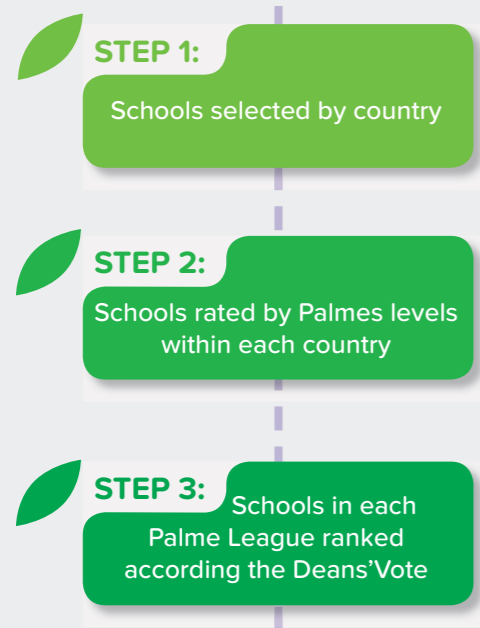 STEP 1:
Schools selected by country
STEP 2:
Schools rated by Palmes levels
within each country
STEP 3:
Schools in each
Palme League ranked
according the Deans'Vote